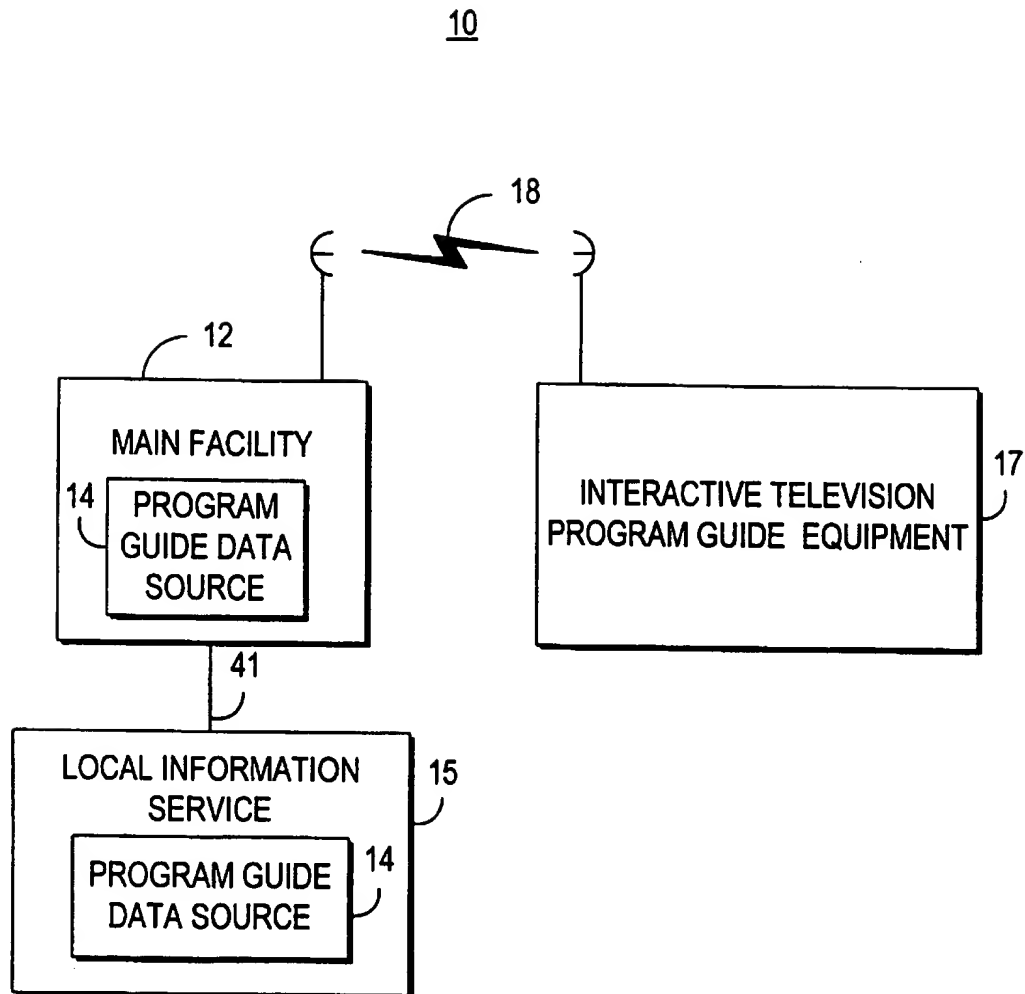 10
18
12
MAIN FACILITY
14
PROGRAM
GUIDE DATA
SOURCE
INTERACTIVE TELEVISION
PROGRAM GUIDE EQUIPMENT
17
41
LOCAL INFORMATION
SERVICE
15
PROGRAM GUIDE
DATA SOURCE
14